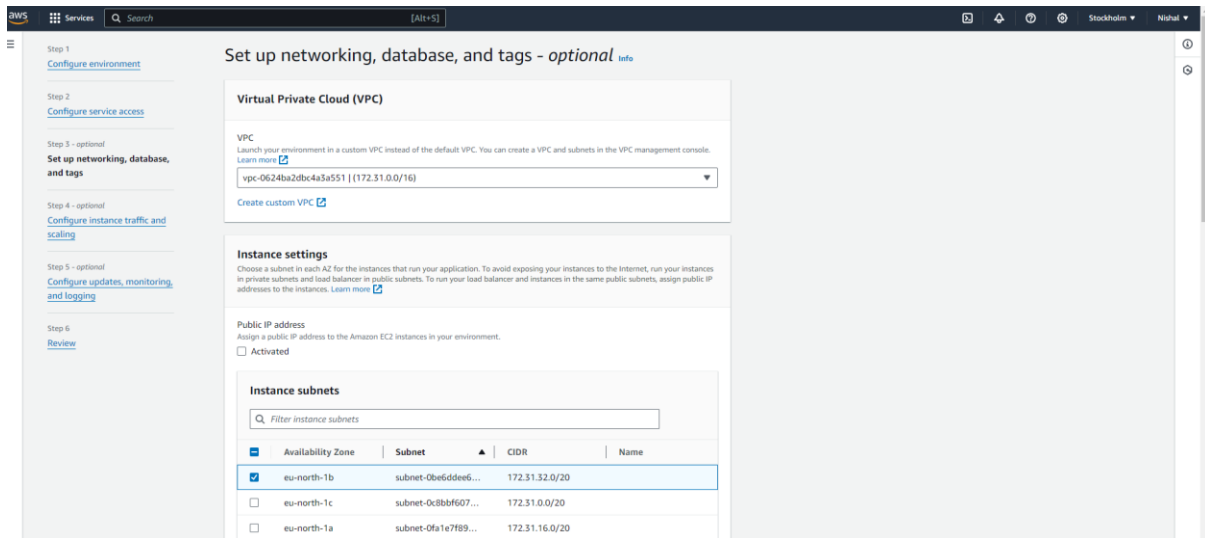 aws
Services
Search
[Alt+S]
Stockholm
Nishal
Step 1
Configure environment
Step 2
Configure service access
Step 3 - optional
Set up networking, database,
and tags
Step 4 - optional
Configure instance traffic and
scaling
Step 5 - optional
Configure updates, monitoring,
and logging
Step 6
Review
Set up networking, database, and tags - optional Info
Virtual Private Cloud (VPC)
VPC
Launch your environment in a custom VPC instead of the default VPC. You can create a VPC and subnets in the VPC management console.
Learn more
vpc-0624ba2dbc4a3a551 | (172.31.0.0/16)
Create custom VPC
Instance settings
Choose a subnet in each AZ for the instances that run your application. To avoid exposing your instances to the Internet, run your instances
in private subnets and load balancer in public subnets. To run your load balancer and instances in the same public subnets, assign public IP
addresses to the instances. Learn more
Public IP address
Assign a public IP address to the Amazon EC2 instances in your environment.
Activated
Instance subnets
Filter instance subnets
Availability Zone Subnet CIDR Name
eu-north-1b subnet-0be6ddee6... 172.31.32.0/20
eu-north-1c subnet-0c8bbf607... 172.31.0.0/20
eu-north-1a subnet-0fa1e7f89... 172.31.16.0/20